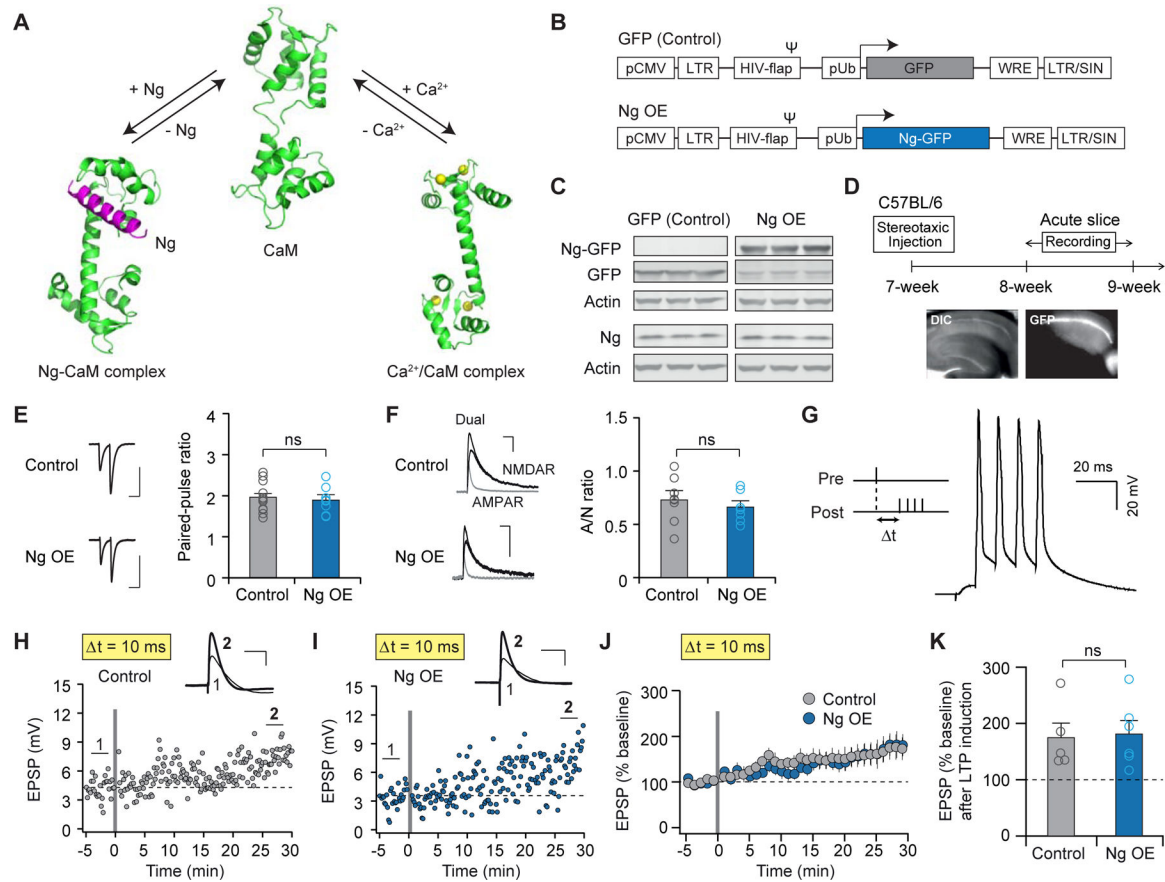 A
+ Ng
- Ng
+ Ca²⁺
- Ca²⁺
Ng
CaM
Ng-CaM complex
Ca²⁺/CaM complex
B
GFP (Control)
Ψ
pCMV LTR HIV-flap pUb GFP WRE LTR/SIN
Ng OE
Ψ
pCMV LTR HIV-flap pUb Ng-GFP WRE LTR/SIN
C
GFP (Control) Ng OE
Ng-GFP
GFP
Actin
Ng
Actin
D
C57BL/6
Stereotaxic
Injection
Acute slice
Recording
7-week 8-week 9-week
DIC
GFP
E
Control
Ng OE
Paired-pulse ratio
4
3
2
1
0
ns
Control Ng OE
F
Dual
Control
NMDAR
AMPAR
Ng OE
A/N ratio
1.5
1.0
0.5
0.0
ns
Control Ng OE
G
Pre
Post
Δt
20 ms
20 mV
H
Δt = 10 ms
Control
2
1
EPSP (mV)
15
12
9
6
3
0
1
2
-5 0 5 10 15 20 25 30
Time (min)
I
Δt = 10 ms
Ng OE
2
1
EPSP (mV)
15
12
9
6
3
0
1
2
-5 0 5 10 15 20 25 30
Time (min)
J
Δt = 10 ms
EPSP (% baseline)
300
200
100
0
Control
Ng OE
-5 0 5 10 15 20 25 30
Time (min)
K
EPSP (% baseline)
after LTP induction
300
200
100
0
ns
Control Ng OE